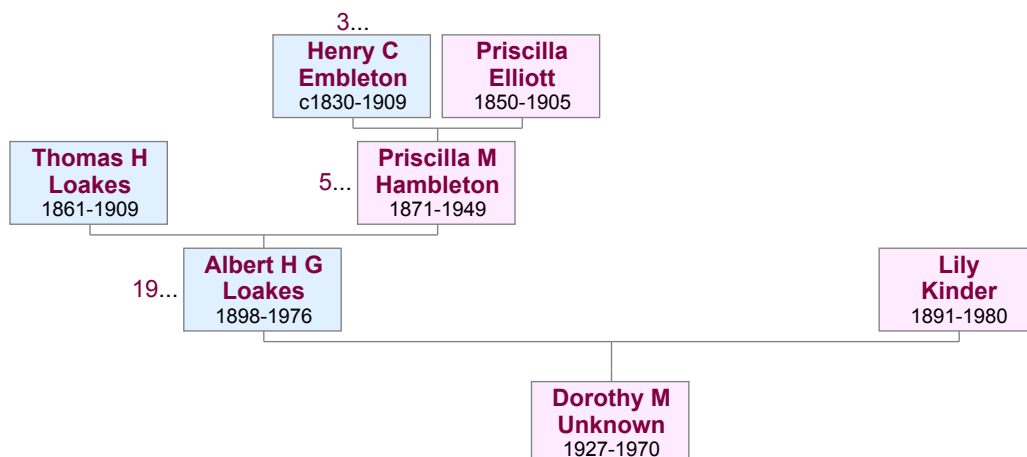 3...
Henry C
Embleton
c1830-1909
Priscilla
Elliott
1850-1905
Thomas H
Loakes
1861-1909
5...
Priscilla M
Hambleton
1871-1949
19...
Albert H G
Loakes
1898-1976
Lily
Kinder
1891-1980
Dorothy M
Unknown
1927-1970